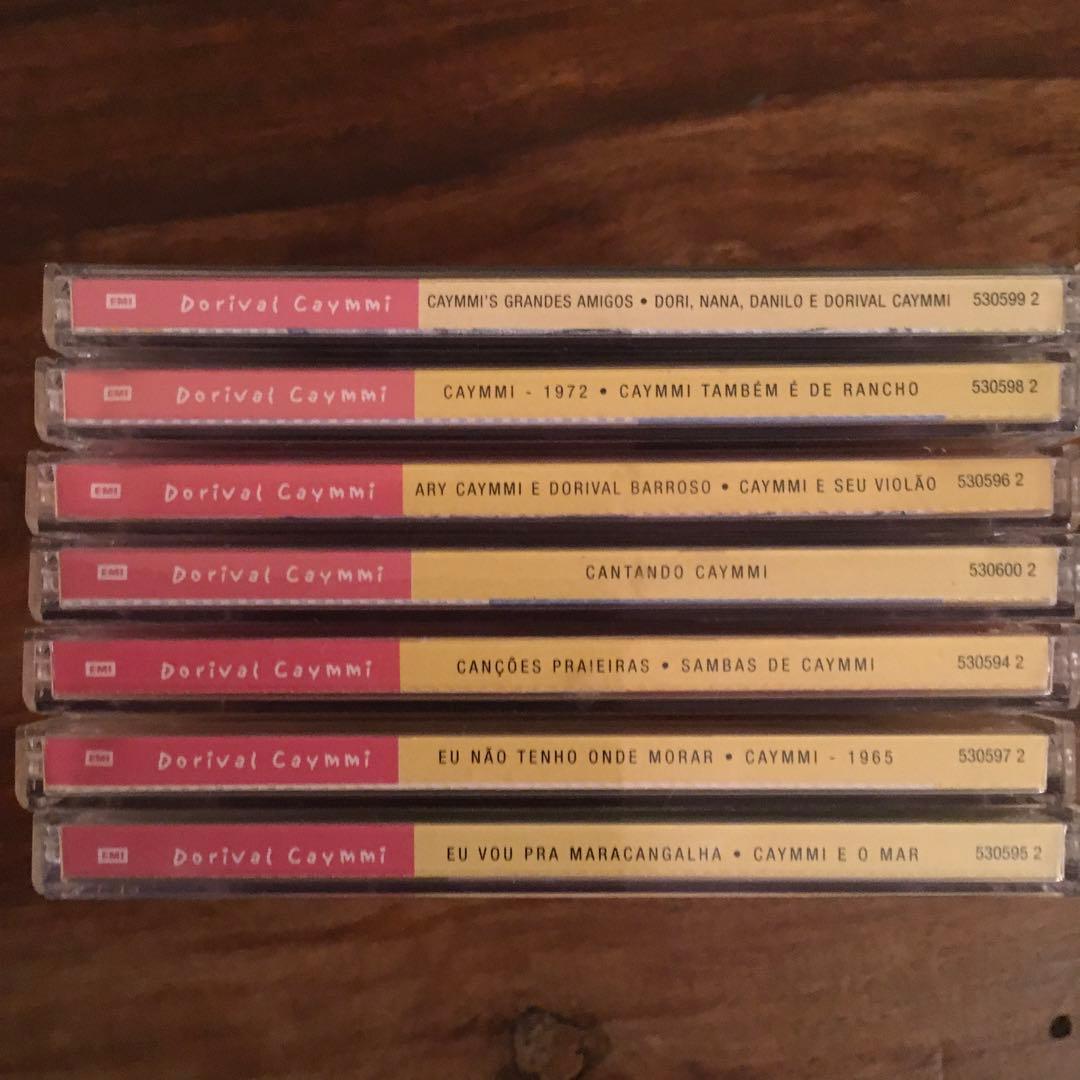 EMI Dorival Caymmi CAYMMI'S GRANDES AMIGOS • DORI, NANA, DANILO E DORIVAL CAYMMI 530599 2
EMI Dorival Caymmi CAYMMI - 1972 • CAYMMI TAMBÉM É DE RANCHO 530598 2
EMI Dorival Caymmi ARY CAYMMI E DORIVAL BARROSO • CAYMMI E SEU VIOLÃO 530596 2
EMI Dorival Caymmi CANTANDO CAYMMI 530600 2
EMI Dorival Caymmi CANÇÕES PRAIEIRAS • SAMBAS DE CAYMMI 530594 2
EMI Dorival Caymmi EU NÃO TENHO ONDE MORAR • CAYMMI - 1965 530597 2
EMI Dorival Caymmi EU VOU PRA MARACANGALHA • CAYMMI E O MAR 530595 2